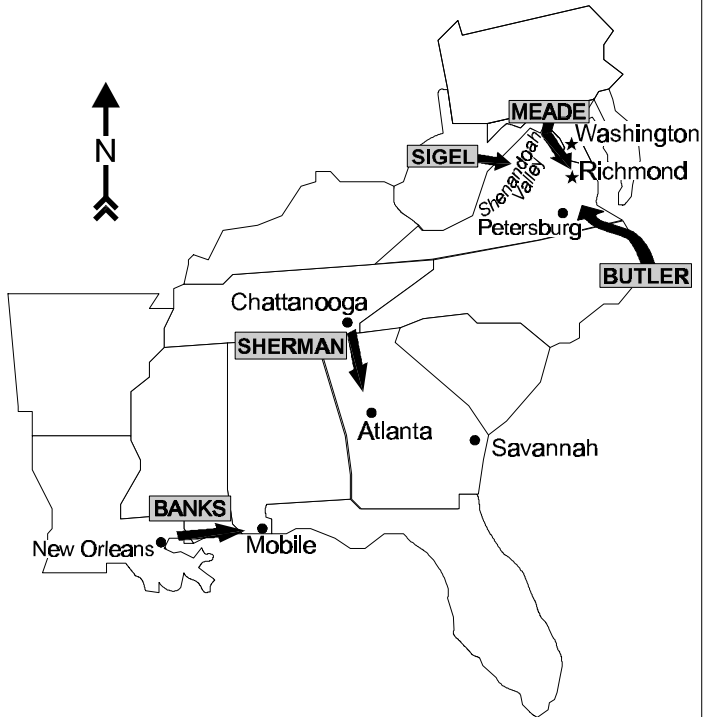 MEADE
N
Washington
SIGEL
Shenandoah
Valley
Richmond
Petersburg
BUTLER
Chattanooga
SHERMAN
Atlanta
Savannah
BANKS
New Orleans
Mobile